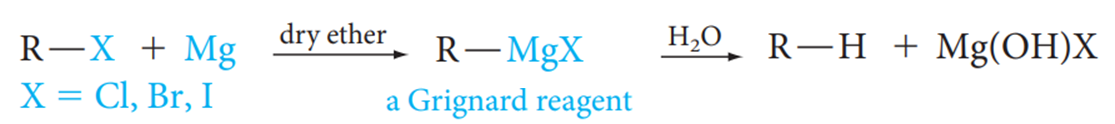 R—X + Mg dry ether R—MgX H₂O R—H + Mg(OH)X
X = Cl, Br, I a Grignard reagent